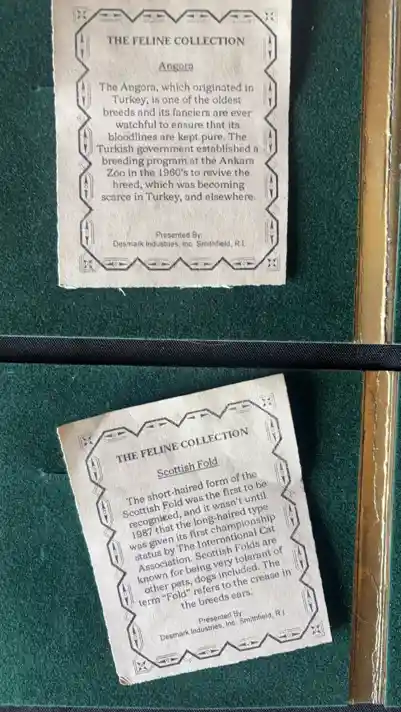 THE FELINE COLLECTION
Angora
The Angora, which originated in
Turkey, is one of the oldest
breeds and its fanciers are ever
watchful to ensure that its
bloodlines are kept pure. The
Turkish government established a
breeding program at the Ankara
Zoo in the 1960's to revive the
breed, which was becoming
scarce in Turkey, and elsewhere.
Presented By:
Desmark Industries, Inc. Smithfield, R.I.
THE FELINE COLLECTION
Scottish Fold
The short-haired form of the
Scottish Fold was the first to be
recognized, and it wasn't until
1987 that the long-haired type
was given its first championship
status by The International Cat
Association. Scottish Folds are
known for being very tolerant of
other pets, dogs included. The
term "Fold" refers to the crease in
the breeds ears.
Presented By:
Desmark Industries, Inc. Smithfield, R.I.